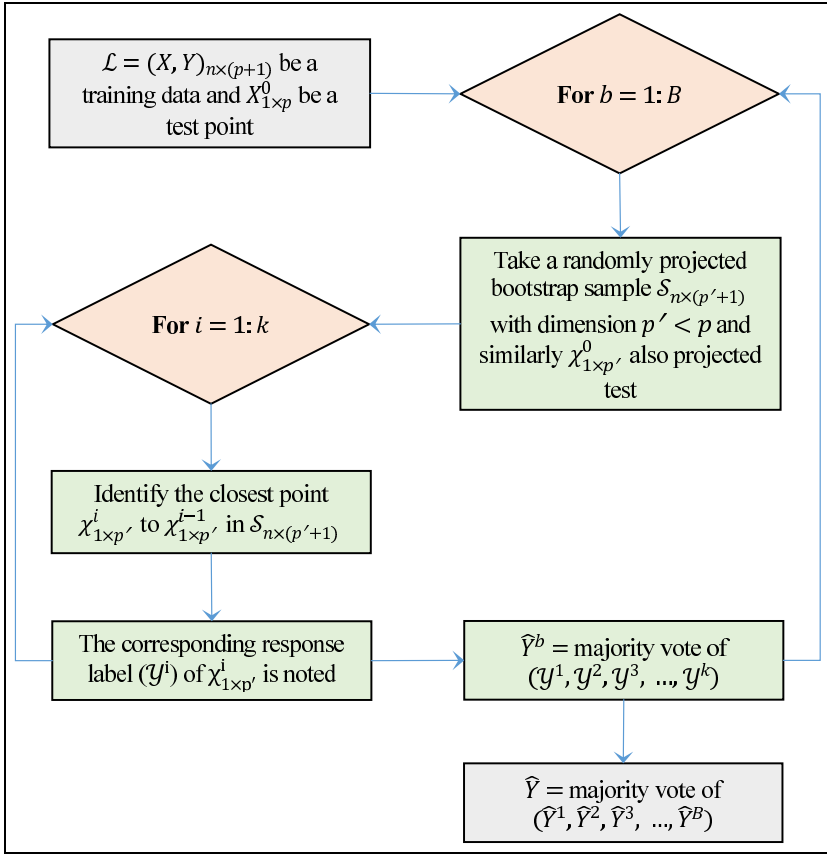 ℒ = (X, Y)ₙ×₍ₚ₊₁₎ be a
training data and X⁰₁×ₚ be a
test point
For b = 1: B
Take a randomly projected
bootstrap sample 𝒮ₙ×₍ₚ′₊₁₎
with dimension p′ < p and
similarly χ⁰₁×ₚ′ also projected
test
For i = 1: k
Identify the closest point
χⁱ₁×ₚ′ to χⁱ⁻¹₁×ₚ′ in 𝒮ₙ×₍ₚ′₊₁₎
The corresponding response
label (𝒴ⁱ) of χⁱ₁×ₚ′ is noted
Ŷᵇ = majority vote of
(𝒴¹, 𝒴², 𝒴³, …, 𝒴ᵏ)
Ŷ = majority vote of
(Ŷ¹, Ŷ², Ŷ³, …, Ŷᴮ)